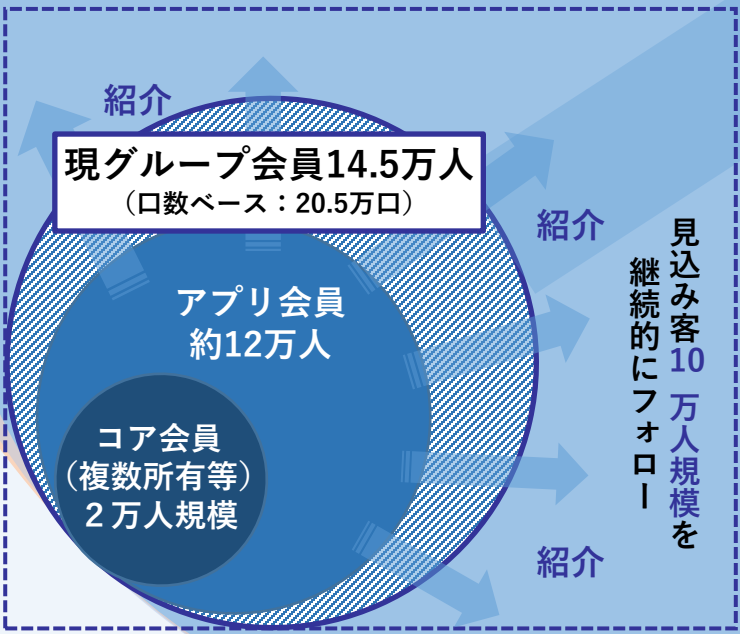 紹介
現グループ会員14.5万人
（口数ベース：20.5万口）
アプリ会員
約12万人
コア会員
（複数所有等）
２万人規模
紹介
紹介
見込み客10万人規模を
継続的にフォロー